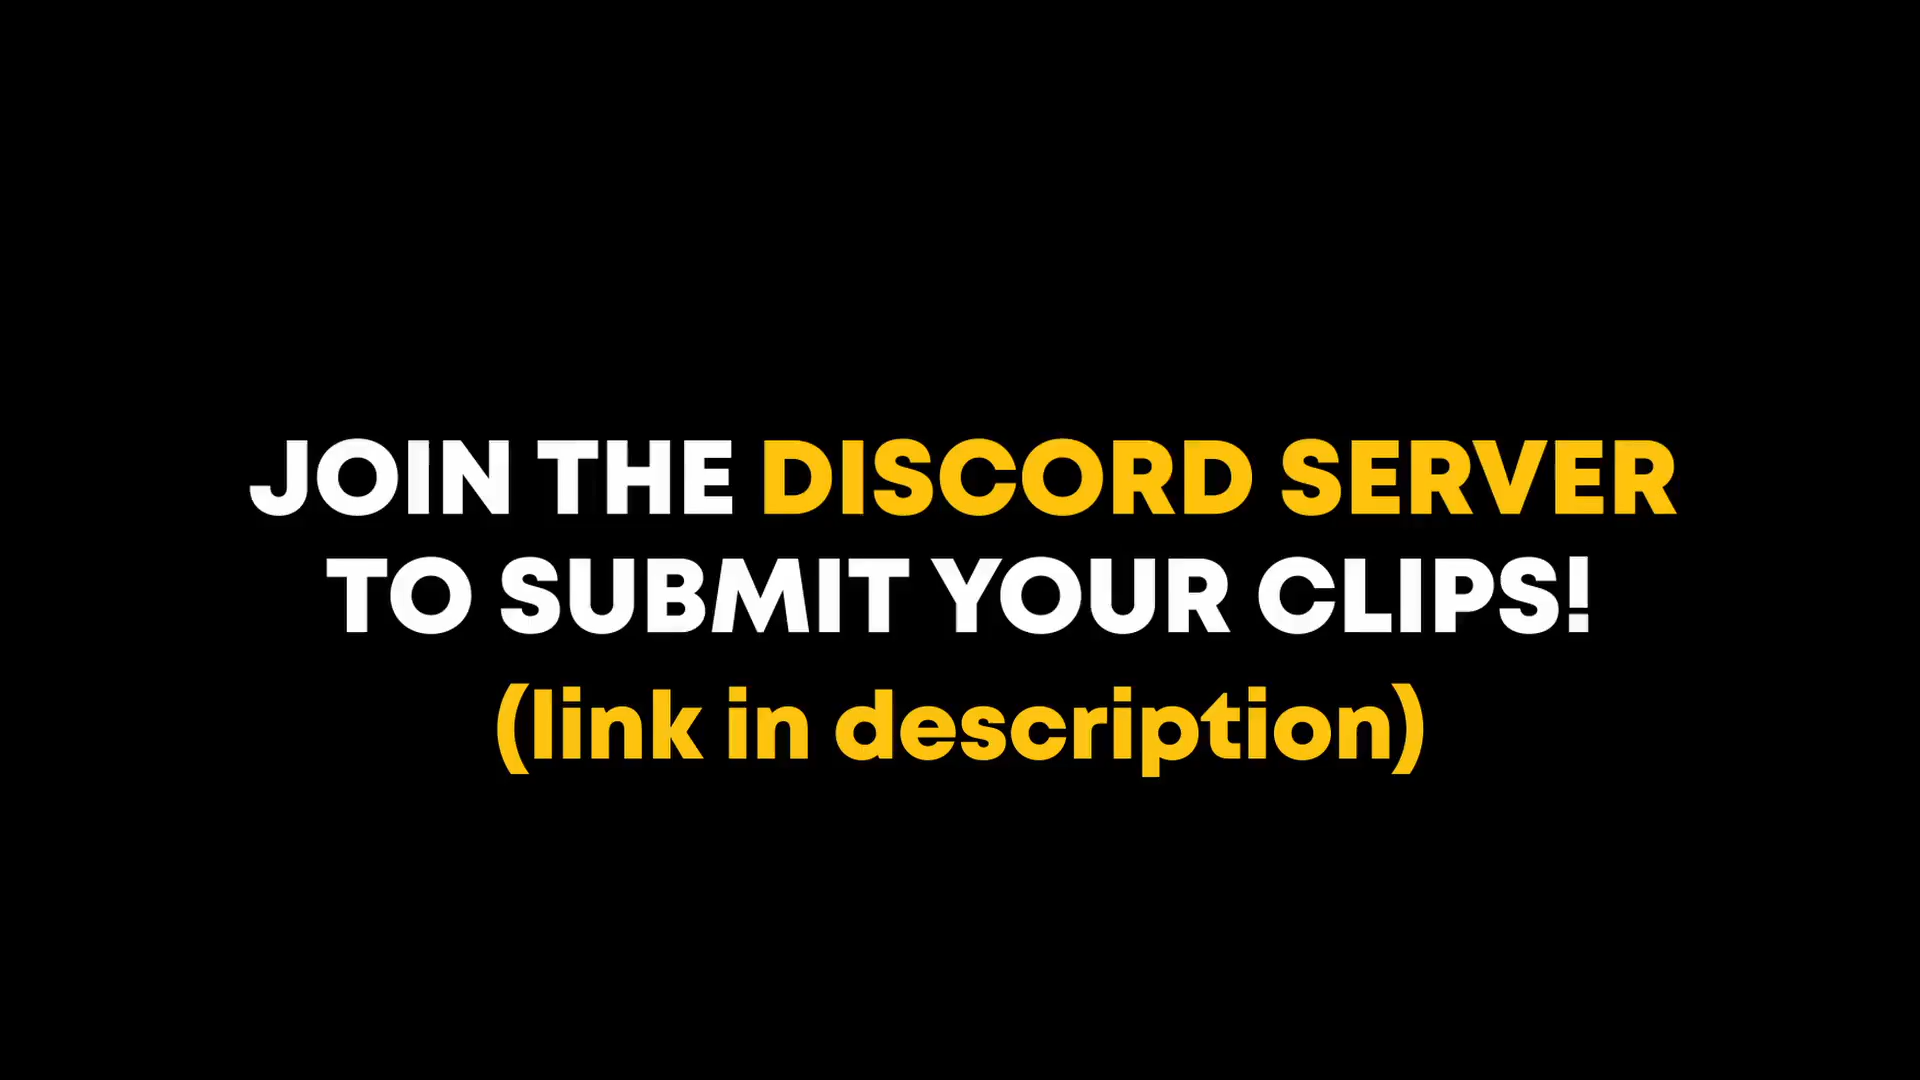 JOIN THE DISCORD SERVER
TO SUBMIT YOUR CLIPS!
(link in description)